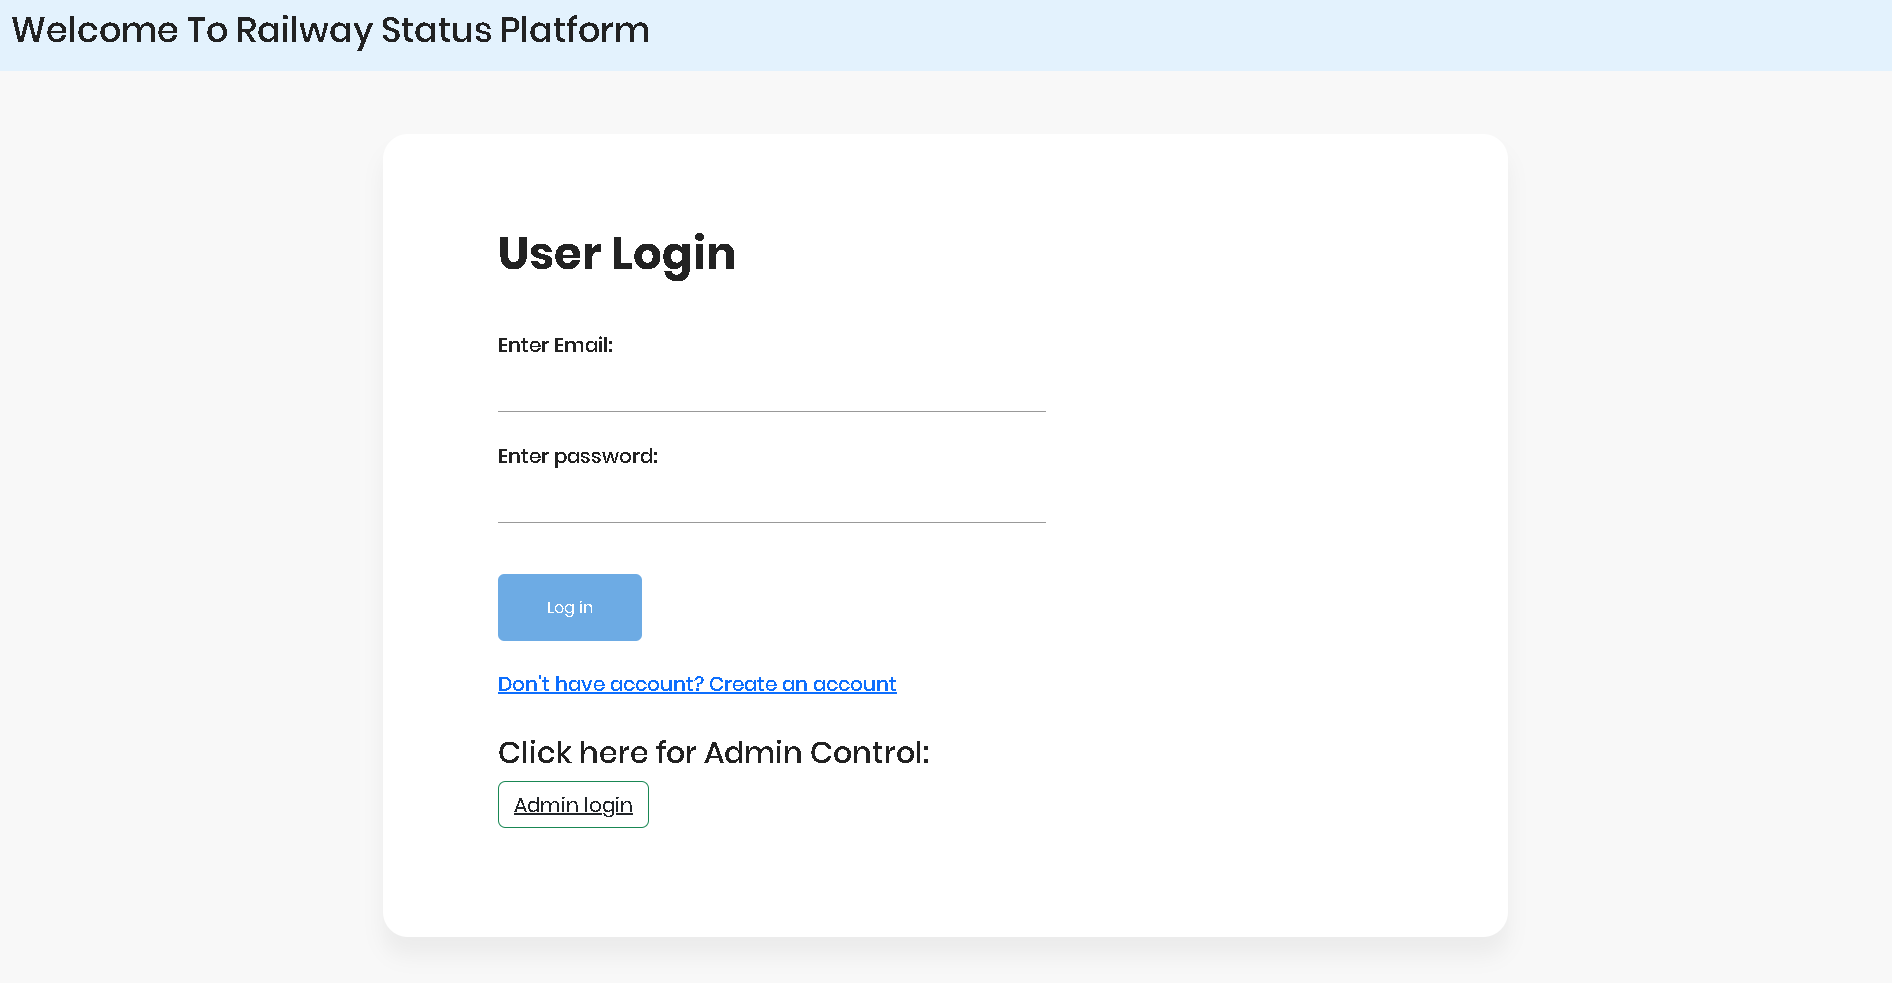 Welcome To Railway Status Platform
User Login
Enter Email:
Enter password:
Log in
Don't have account? Create an account
Click here for Admin Control:
Admin login